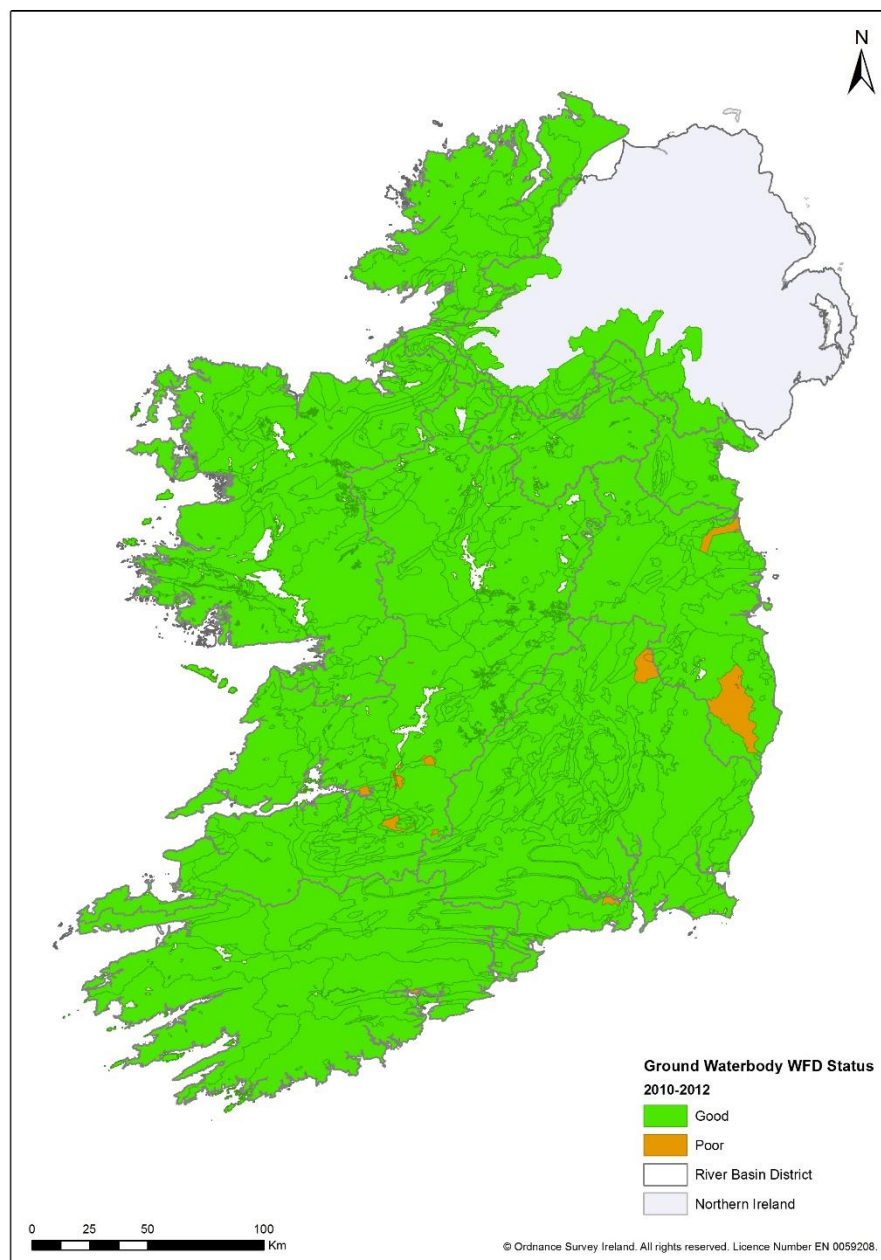 N
Ground Waterbody WFD Status
2010-2012
Good
Poor
River Basin District
Northern Ireland
0 25 50 100
Km
© Ordnance Survey Ireland. All rights reserved. Licence Number EN 0059208.